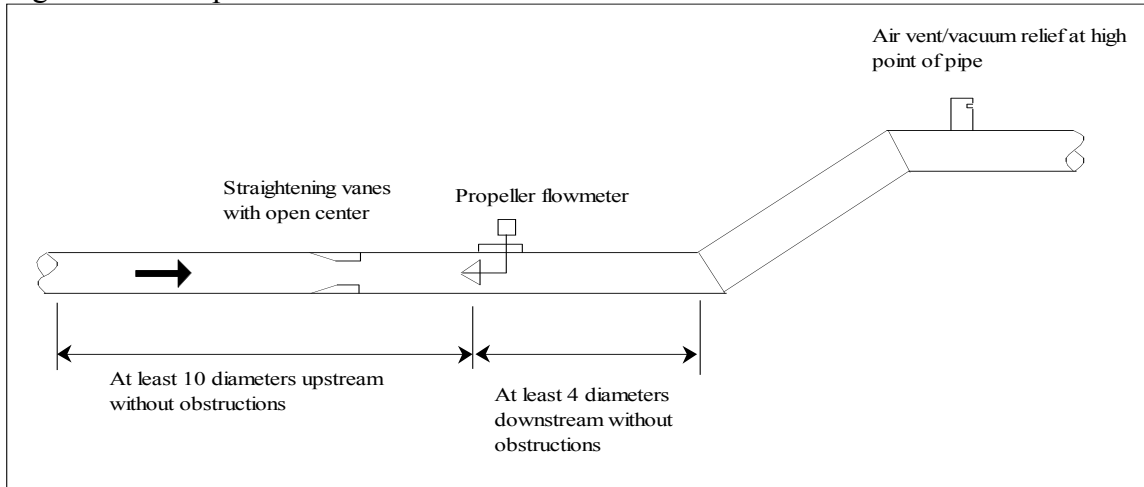 Air vent/vacuum relief at high
point of pipe
Straightening vanes
with open center
Propeller flowmeter
At least 10 diameters upstream
without obstructions
At least 4 diameters
downstream without
obstructions